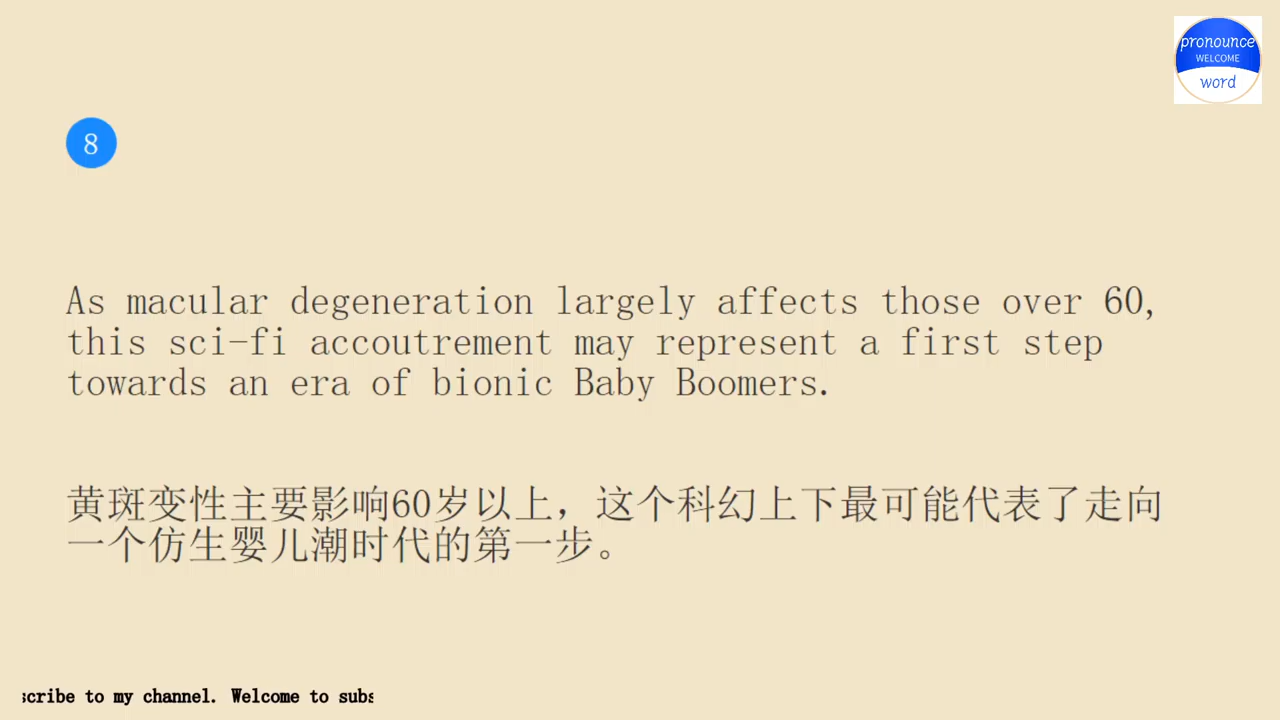 pronounce
WELCOME
word
8
As macular degeneration largely affects those over 60,
this sci-fi accoutrement may represent a first step
towards an era of bionic Baby Boomers.
黄斑变性主要影响60岁以上，这个科幻上下最可能代表了走向
一个仿生婴儿潮时代的第一步。
scribe to my channel. Welcome to subs